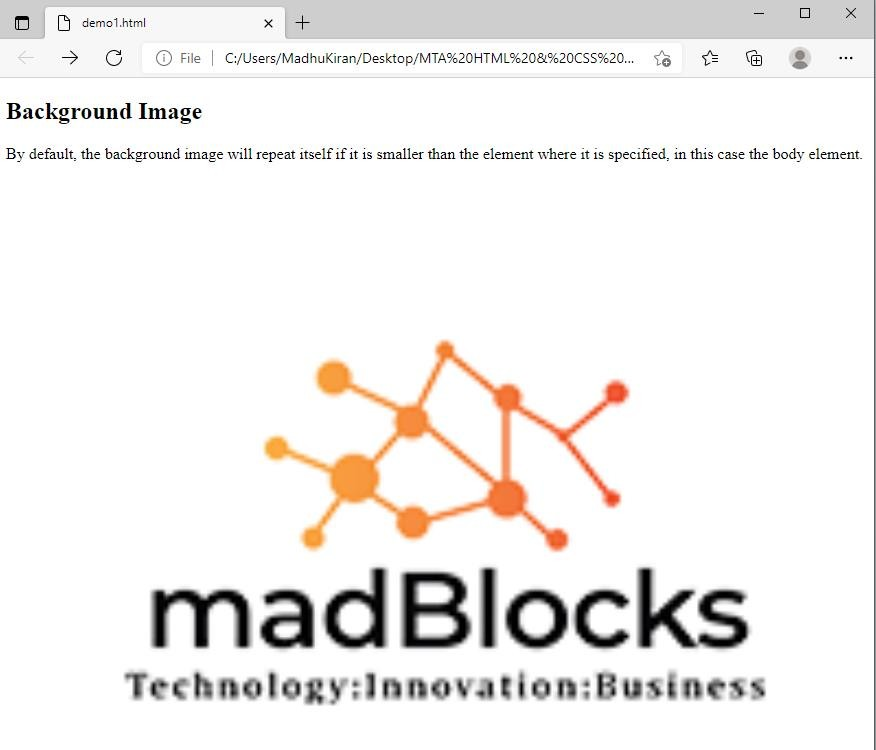 demo1.html
File
C:/Users/MadhuKiran/Desktop/MTA%20HTML%20&%20CSS%20...
Background Image
By default, the background image will repeat itself if it is smaller than the element where it is specified, in this case the body element.
madBlocks
Technology:Innovation:Business